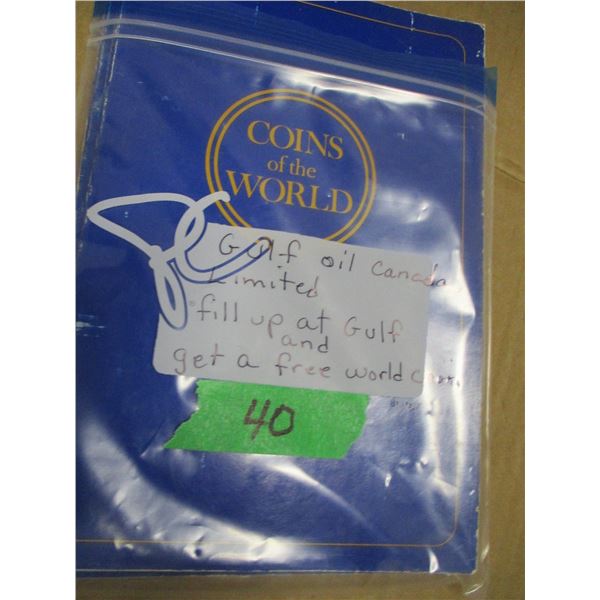 COINS
of the
WORLD
Gulf oil Canada
Limited
fill up at Gulf
and
get a free world
40